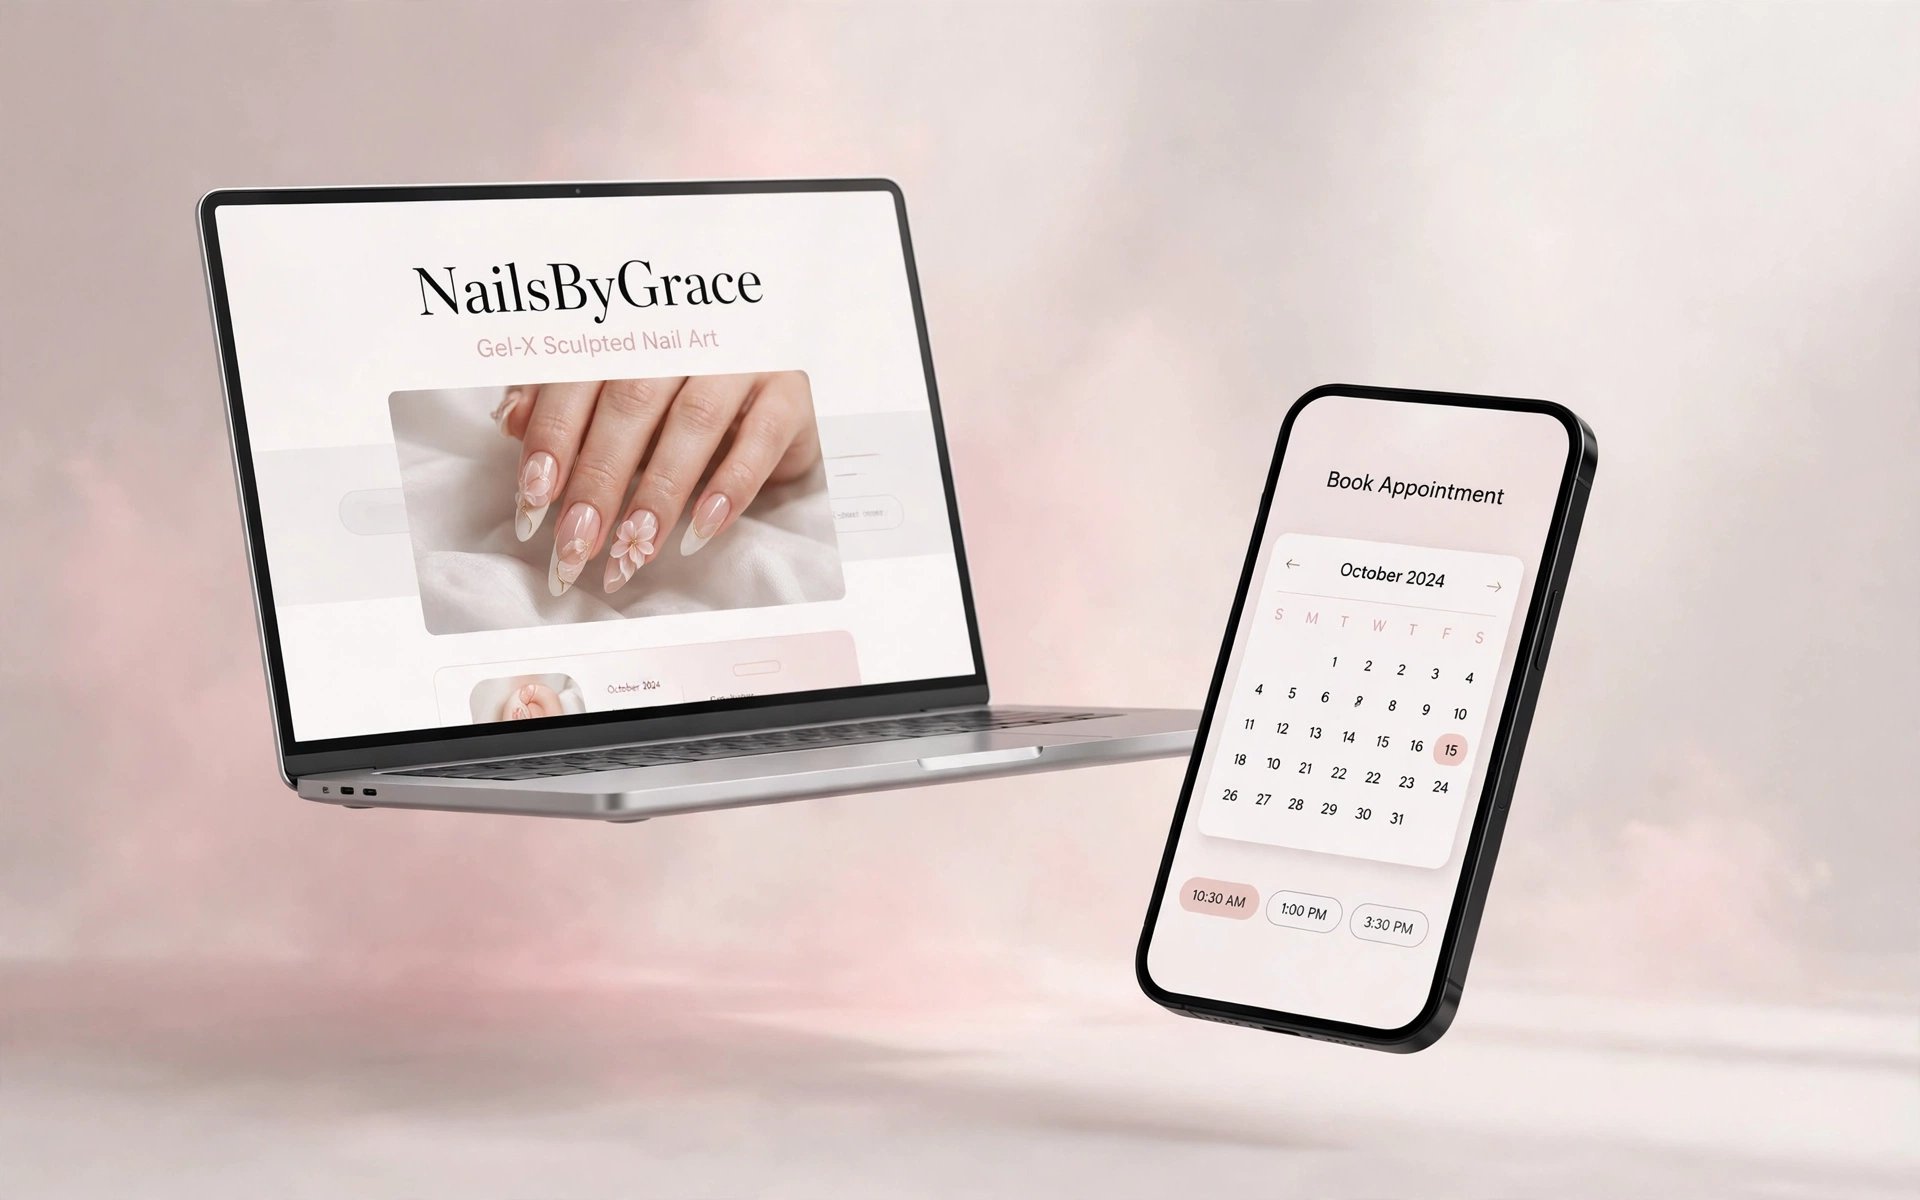 NailsByGrace
Gel-X Sculpted Nail Art
October 2024
Book Appointment
← October 2024 →
S M T W T F S
1 2 2 3 4
4 5 6 8 9 10
11 12 13 14 15 16 15
18 10 21 22 22 23 24
26 27 28 29 30 31
10:30 AM 1:00 PM 3:30 PM